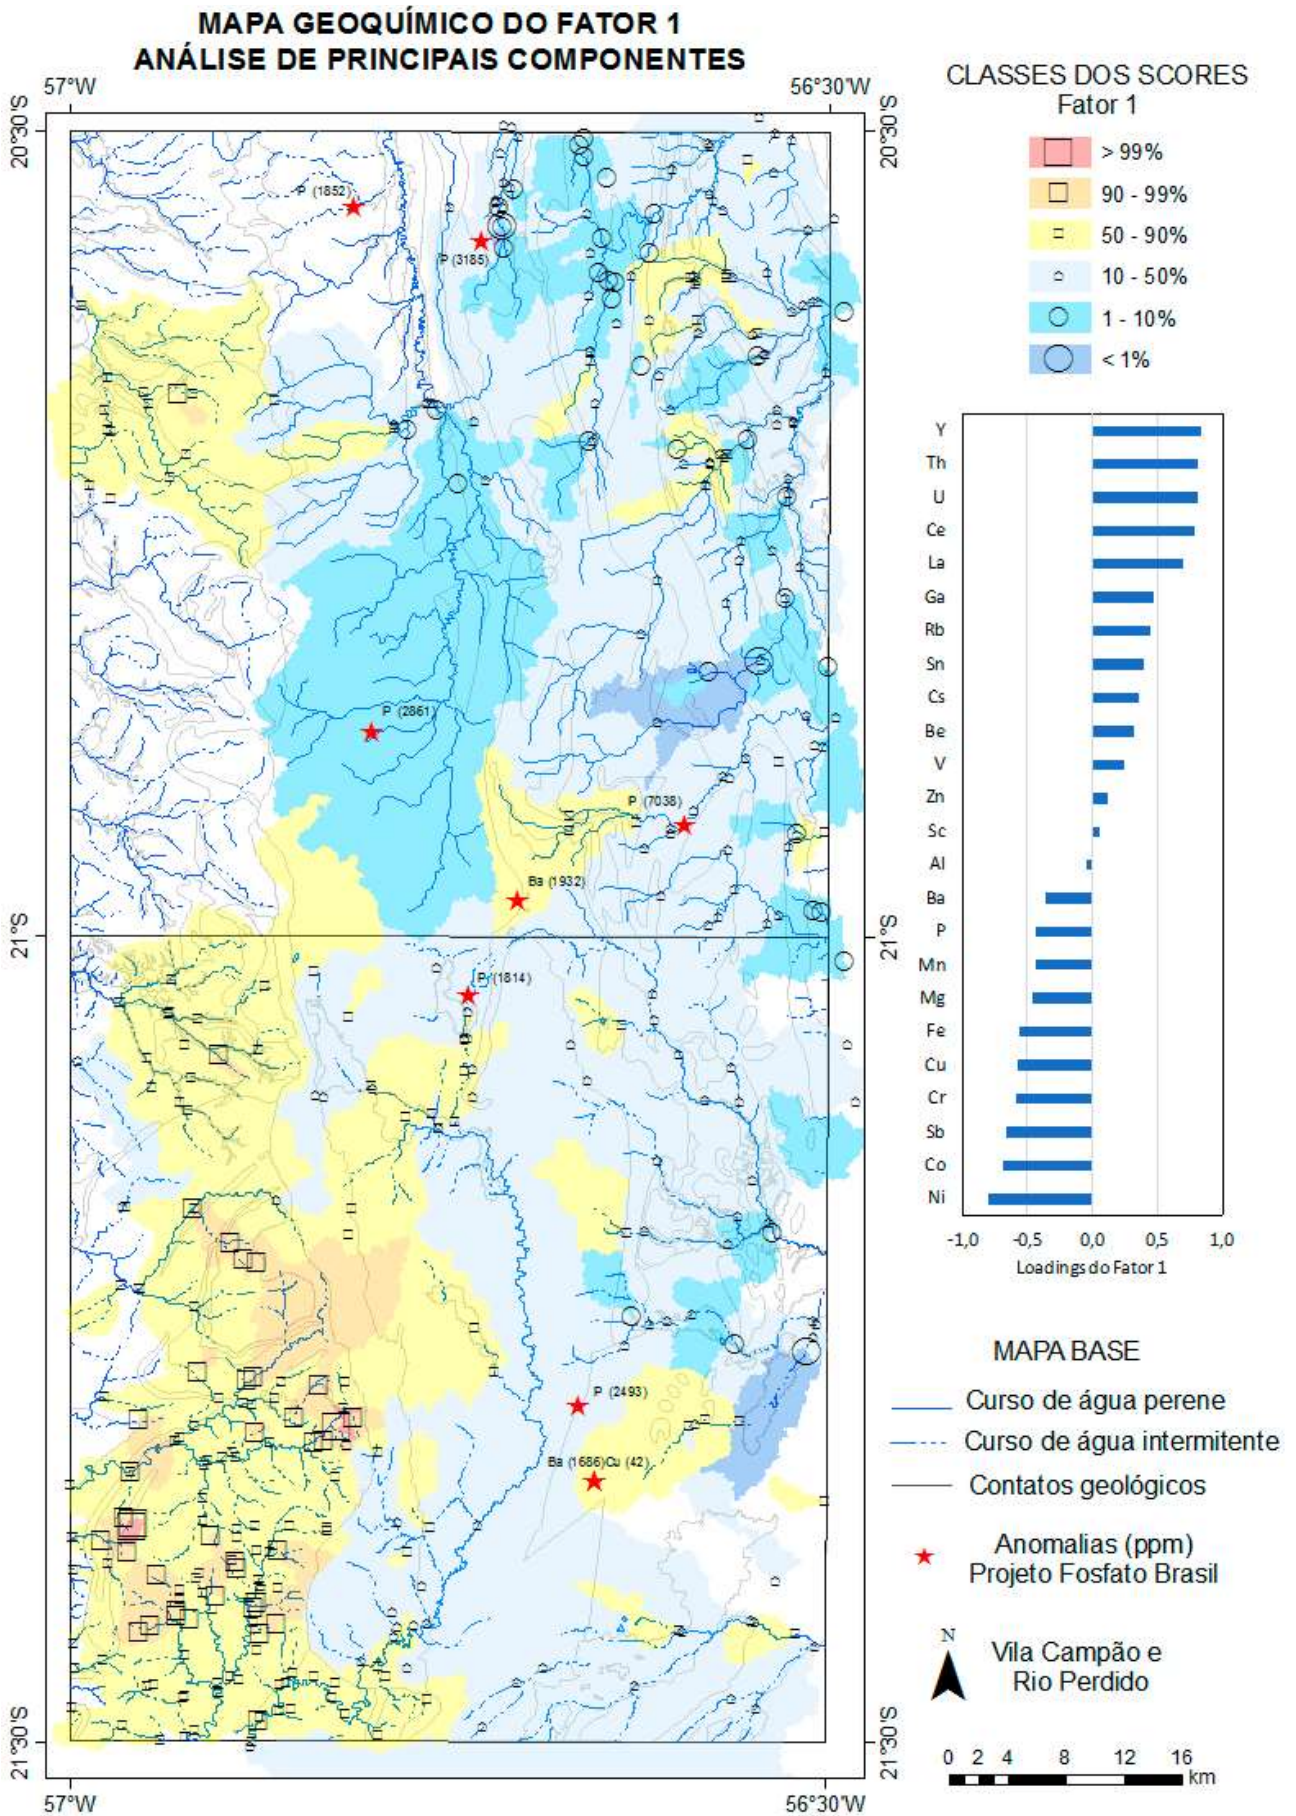 MAPA GEOQUÍMICO DO FATOR 1
ANÁLISE DE PRINCIPAIS COMPONENTES
57°W
56°30'W
20°30'S
20°30'S
P (1852)
P (3185)
P (2861)
P (7038)
Ba (1932)
21°S
21°S
P (1814)
P (2493)
Ba (1686)Cu (42)
21°30'S
21°30'S
57°W
56°30'W
CLASSES DOS SCORES
Fator 1
> 99%
90 - 99%
50 - 90%
10 - 50%
1 - 10%
< 1%
Y
Th
U
Ce
La
Ga
Rb
Sn
Cs
Be
V
Zn
Sc
Al
Ba
P
Mn
Mg
Fe
Cu
Cr
Sb
Co
Ni
-1,0 -0,5 0,0 0,5 1,0
Loadings do Fator 1
MAPA BASE
Curso de água perene
Curso de água intermitente
Contatos geológicos
Anomalias (ppm)
Projeto Fosfato Brasil
N
Vila Campão e
Rio Perdido
0 2 4 8 12 16
km